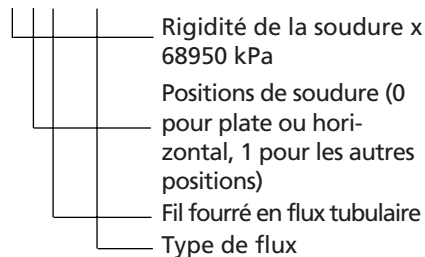 Rigidité de la soudure x
68950 kPa
Positions de soudure (0
pour plate ou hori-
zontal, 1 pour les autres
positions)
Fil fourré en flux tubulaire
Type de flux